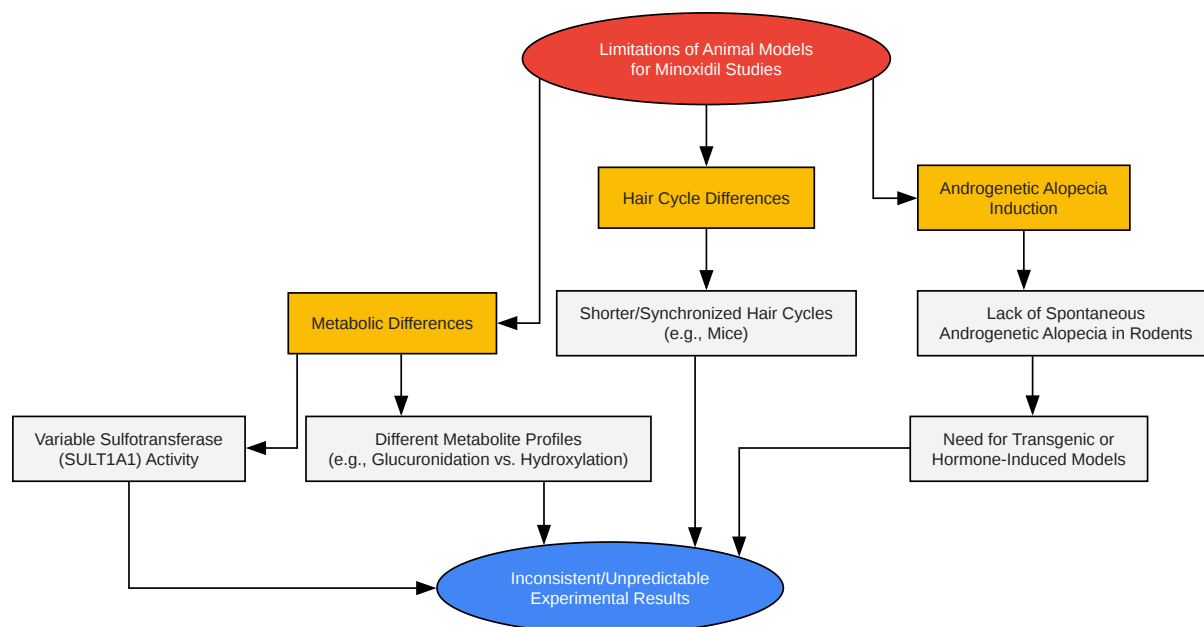 Limitations of Animal Models
for Minoxidil Studies
Hair Cycle Differences
Androgenetic Alopecia
Induction
Metabolic Differences
Shorter/Synchronized Hair Cycles
(e.g., Mice)
Lack of Spontaneous
Androgenetic Alopecia in Rodents
Variable Sulfotransferase
(SULT1A1) Activity
Different Metabolite Profiles
(e.g., Glucuronidation vs. Hydroxylation)
Need for Transgenic or
Hormone-Induced Models
Inconsistent/Unpredictable
Experimental Results